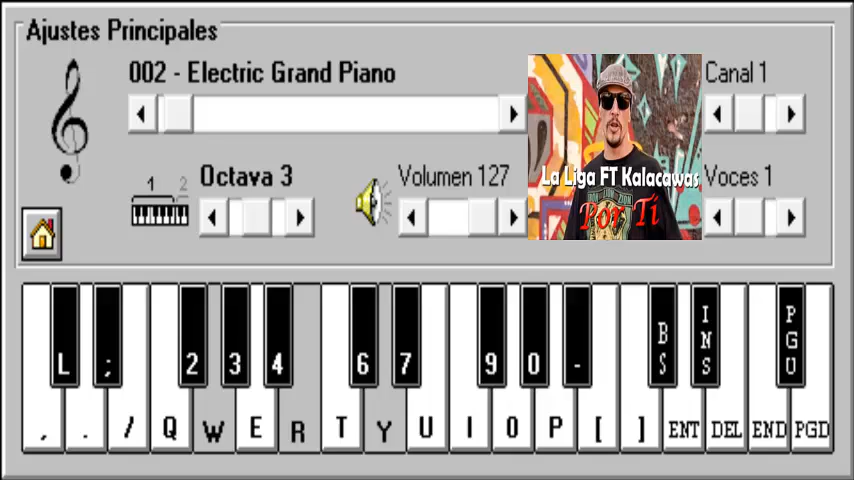 Ajustes Principales
002 - Electric Grand Piano
Canal 1
1 2
Octava 3
Volumen 127
Voces 1
La Liga FT Kalacawas
Por Ti
L ; 2 3 4 6 7 9 0 - BS INS PGU
, . / Q W E R T Y U I O P [ ] ENT DEL END PGD